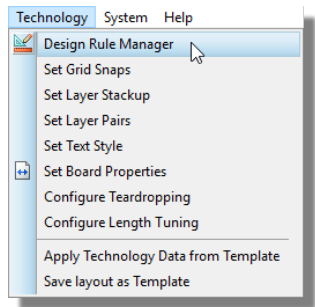 Technology System Help
Design Rule Manager
Set Grid Snaps
Set Layer Stackup
Set Layer Pairs
Set Text Style
Set Board Properties
Configure Teardropping
Configure Length Tuning
Apply Technology Data from Template
Save layout as Template